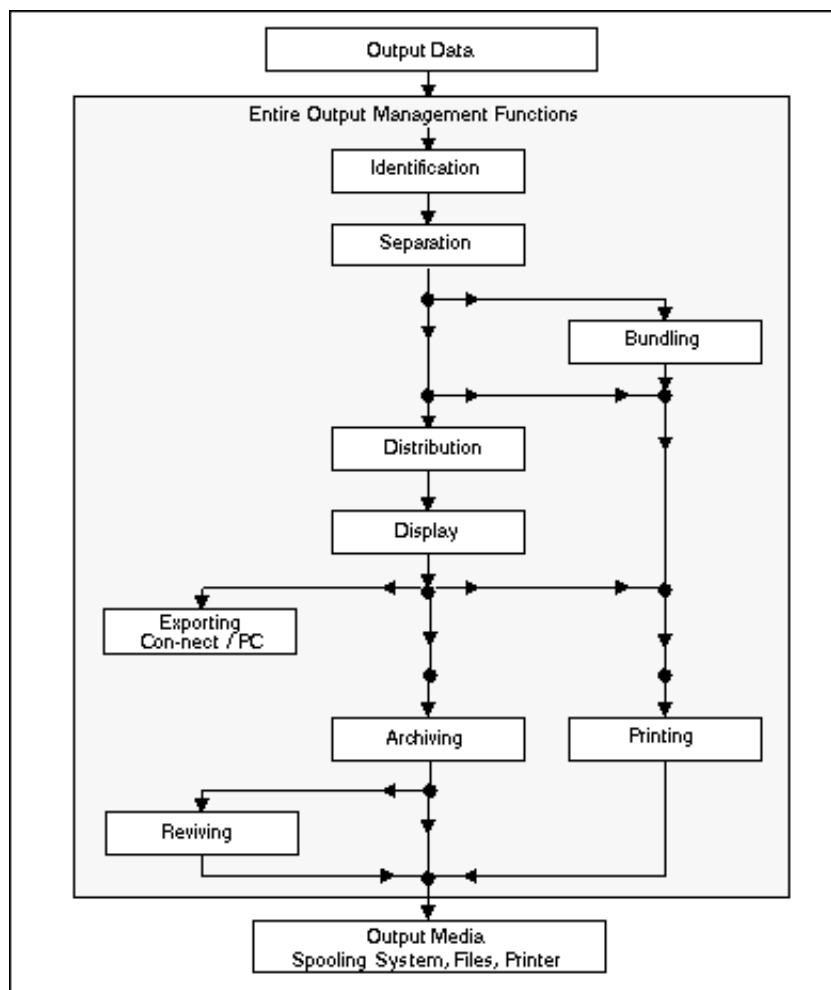 Output Data
Entire Output Management Functions
Identification
Separation
Bundling
Distribution
Display
Exporting
Con-nect / PC
Archiving
Printing
Reviving
Output Media
Spooling System, Files, Printer